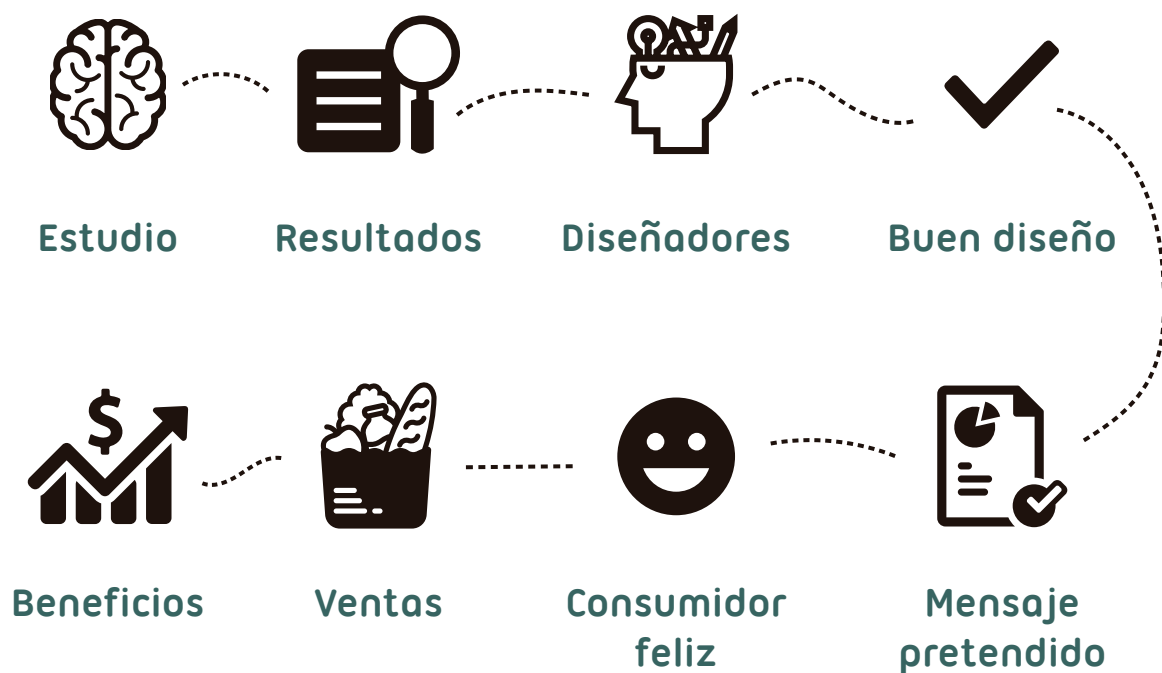 Estudio
Resultados
Diseñadores
Buen diseño
$
Beneficios
Ventas
Consumidor
feliz
Mensaje
pretendido